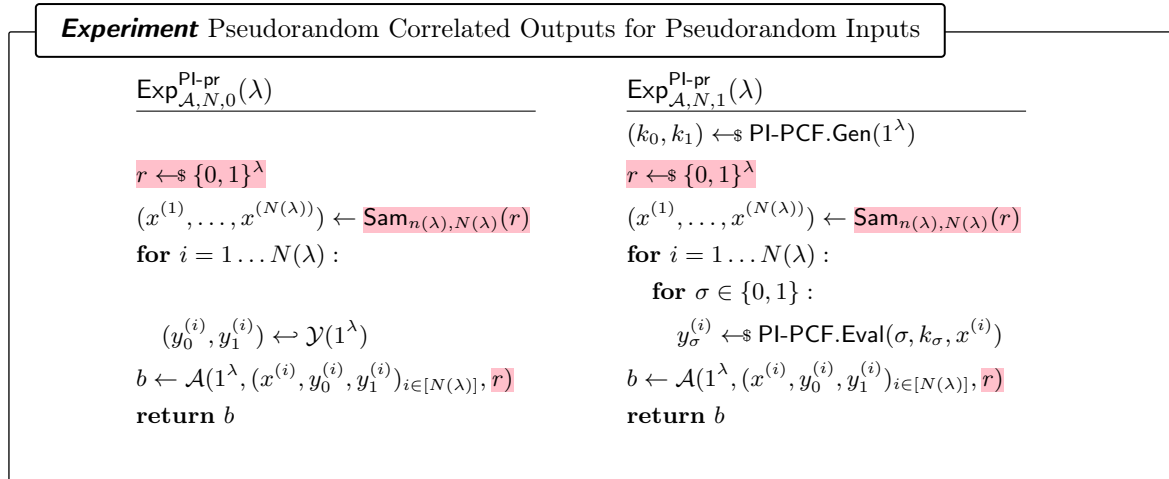 Experiment Pseudorandom Correlated Outputs for Pseudorandom Inputs
Exp^{PI-pr}_{𝒜,N,0}(λ)
r ←$ {0, 1}^λ
(x^{(1)}, . . . , x^{(N(λ))}) ← Sam_{n(λ),N(λ)}(r)
for i = 1 . . . N(λ) :
(y_0^{(i)}, y_1^{(i)}) ↩ 𝒴(1^λ)
b ← 𝒜(1^λ, (x^{(i)}, y_0^{(i)}, y_1^{(i)})_{i∈[N(λ)]}, r)
return b
Exp^{PI-pr}_{𝒜,N,1}(λ)
(k_0, k_1) ←$ PI-PCF.Gen(1^λ)
r ←$ {0, 1}^λ
(x^{(1)}, . . . , x^{(N(λ))}) ← Sam_{n(λ),N(λ)}(r)
for i = 1 . . . N(λ) :
for σ ∈ {0, 1} :
y_σ^{(i)} ←$ PI-PCF.Eval(σ, k_σ, x^{(i)})
b ← 𝒜(1^λ, (x^{(i)}, y_0^{(i)}, y_1^{(i)})_{i∈[N(λ)]}, r)
return b